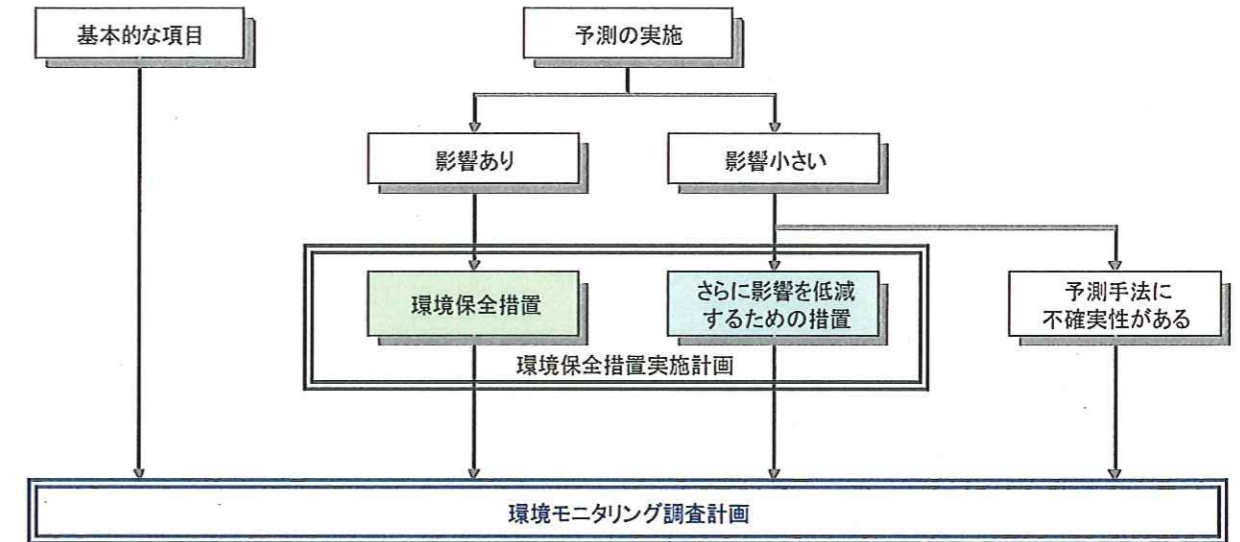 基本的な項目
予測の実施
影響あり
影響小さい
環境保全措置
さらに影響を低減
するための措置
予測手法に
不確実性がある
環境保全措置実施計画
環境モニタリング調査計画